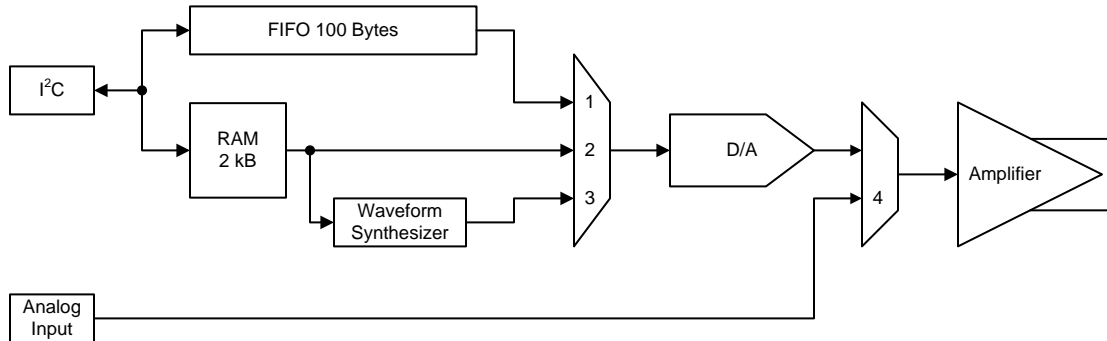 FIFO 100 Bytes
I²C
1
RAM
2 kB
2
D/A
Amplifier
3
4
Waveform
Synthesizer
Analog
Input